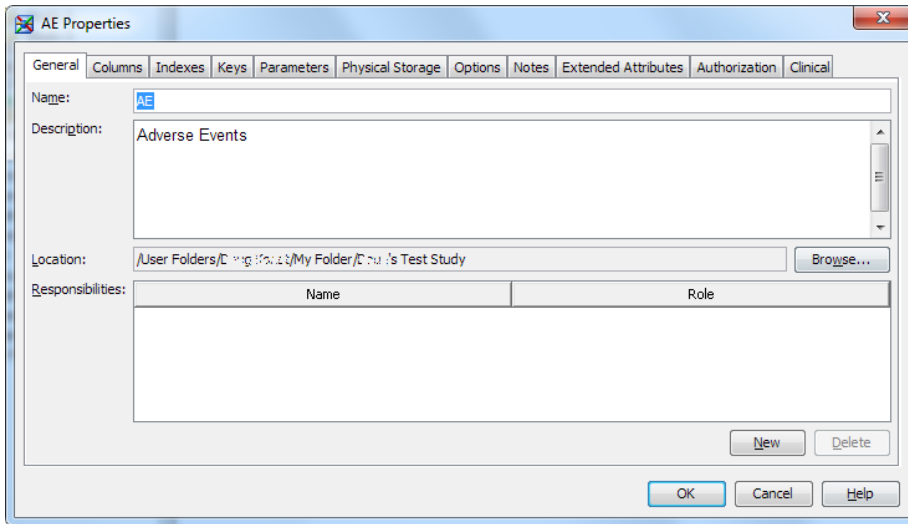 AE Properties
General Columns Indexes Keys Parameters Physical Storage Options Notes Extended Attributes Authorization Clinical
Name: AE
Description: Adverse Events
Location: /User Folders/ /My Folder/ 's Test Study Browse...
Responsibilities: Name Role
New Delete
OK Cancel Help